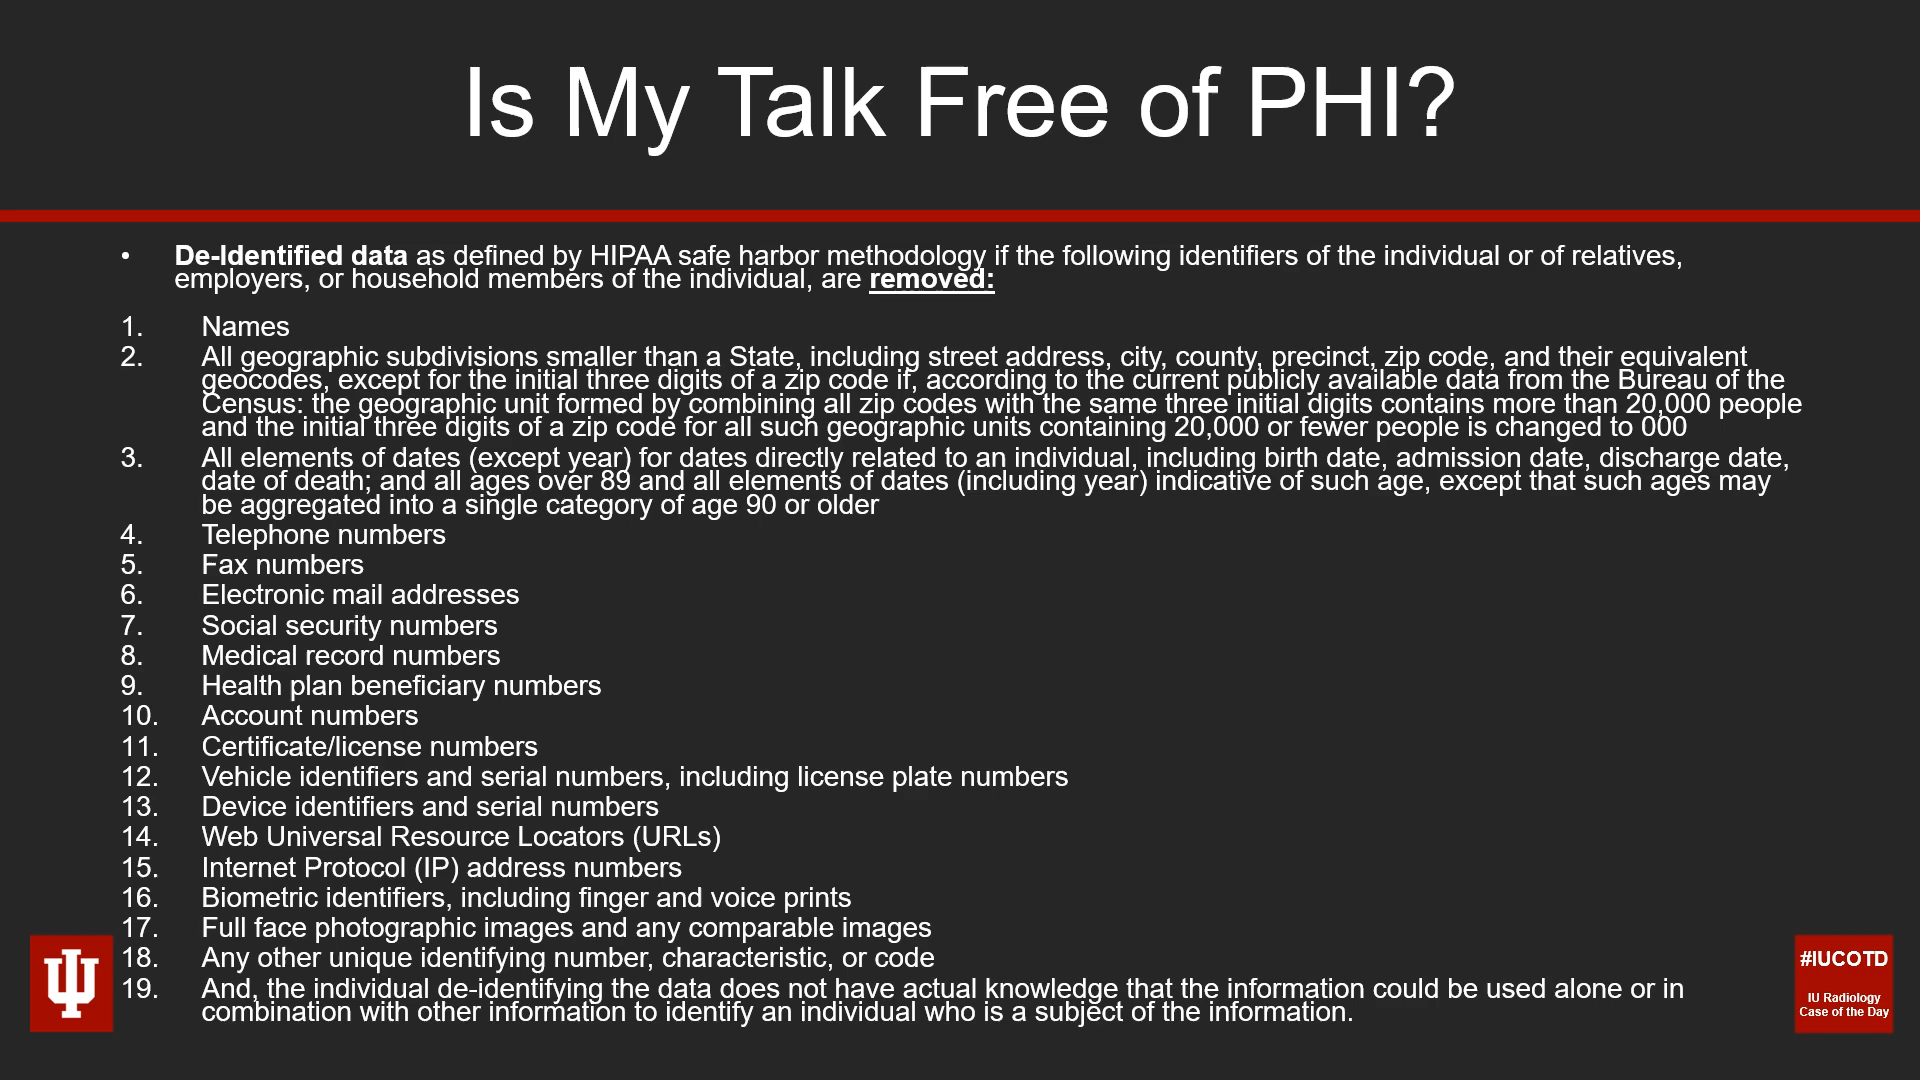 Is My Talk Free of PHI?
• De-Identified data as defined by HIPAA safe harbor methodology if the following identifiers of the individual or of relatives,
employers, or household members of the individual, are removed:
1. Names
2. All geographic subdivisions smaller than a State, including street address, city, county, precinct, zip code, and their equivalent
geocodes, except for the initial three digits of a zip code if, according to the current publicly available data from the Bureau of the
Census: the geographic unit formed by combining all zip codes with the same three initial digits contains more than 20,000 people
and the initial three digits of a zip code for all such geographic units containing 20,000 or fewer people is changed to 000
3. All elements of dates (except year) for dates directly related to an individual, including birth date, admission date, discharge date,
date of death; and all ages over 89 and all elements of dates (including year) indicative of such age, except that such ages may
be aggregated into a single category of age 90 or older
4. Telephone numbers
5. Fax numbers
6. Electronic mail addresses
7. Social security numbers
8. Medical record numbers
9. Health plan beneficiary numbers
10. Account numbers
11. Certificate/license numbers
12. Vehicle identifiers and serial numbers, including license plate numbers
13. Device identifiers and serial numbers
14. Web Universal Resource Locators (URLs)
15. Internet Protocol (IP) address numbers
16. Biometric identifiers, including finger and voice prints
17. Full face photographic images and any comparable images
18. Any other unique identifying number, characteristic, or code
19. And, the individual de-identifying the data does not have actual knowledge that the information could be used alone or in
combination with other information to identify an individual who is a subject of the information.
#IUCOTD
IU Radiology
Case of the Day